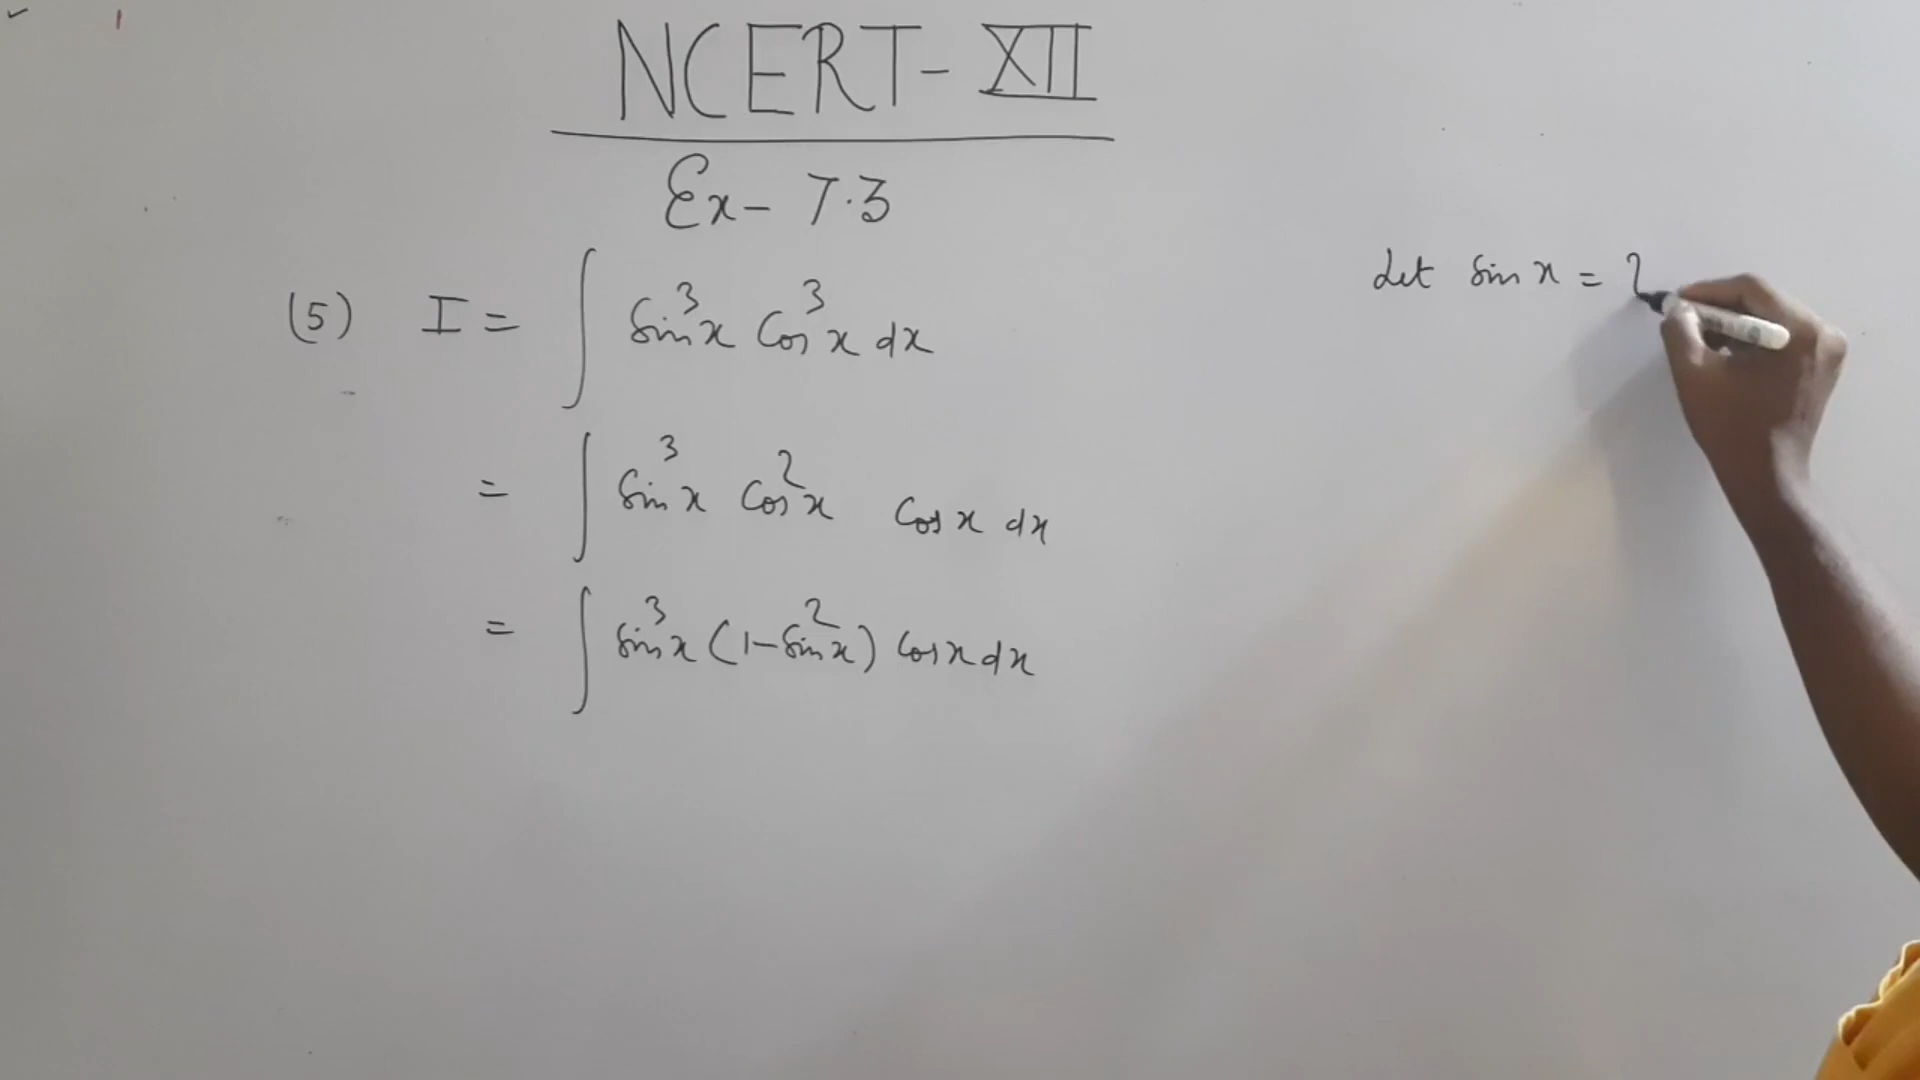 NCERT- XII
Ex- 7.3
(5) I = ∫ sin³x cos³x dx
= ∫ sin³x cos²x cos x dx
= ∫ sin³x (1-sin²x) cos x dx
Let sin x =